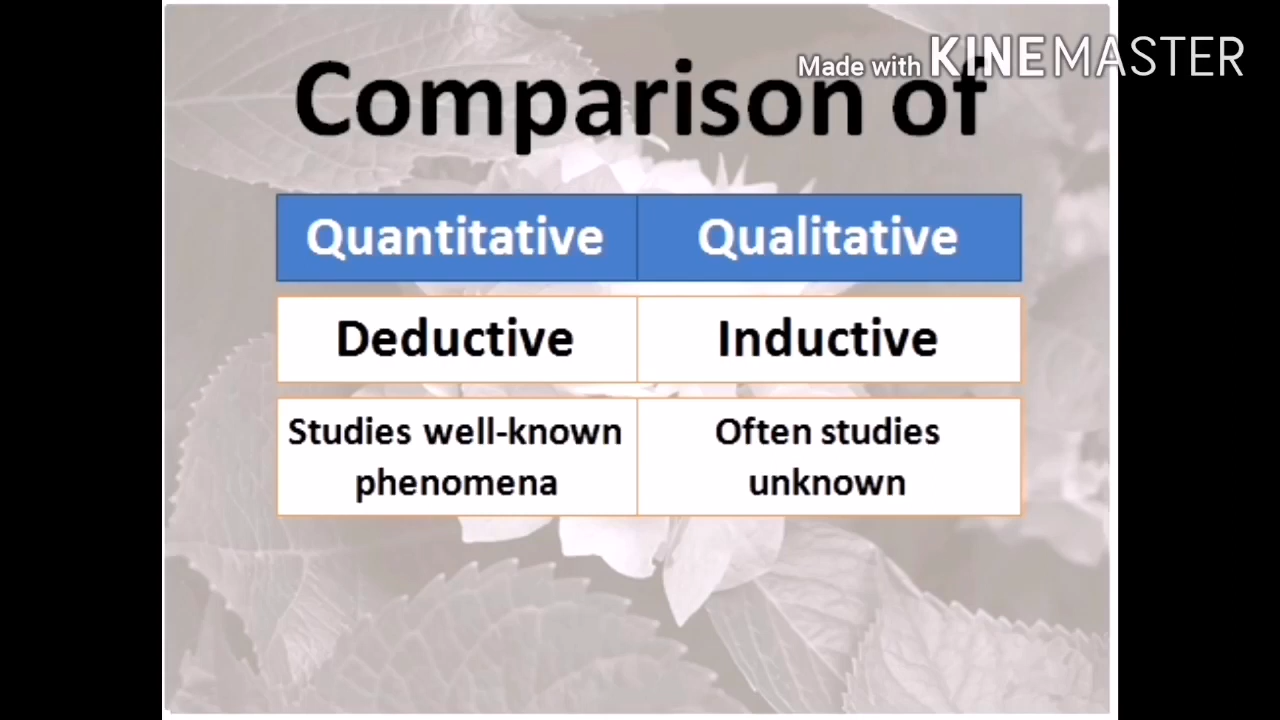 Made with KINEMASTER
Comparison of
Quantitative Qualitative
Deductive Inductive
Studies well-known
phenomena
Often studies
unknown